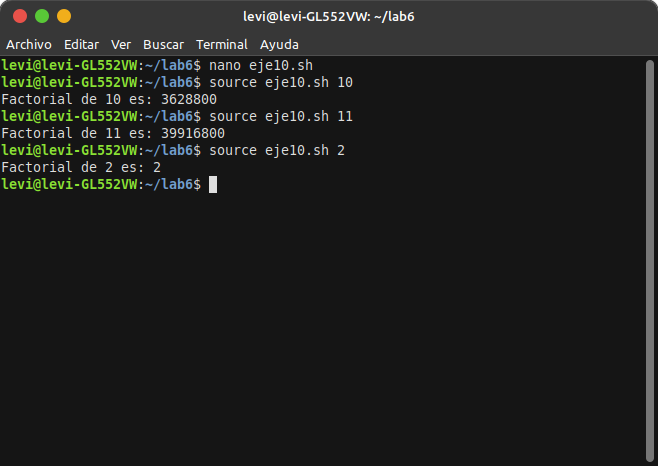 levi@levi-GL552VW: ~/lab6
Archivo Editar Ver Buscar Terminal Ayuda
levi@levi-GL552VW:~/lab6$ nano eje10.sh
levi@levi-GL552VW:~/lab6$ source eje10.sh 10
Factorial de 10 es: 3628800
levi@levi-GL552VW:~/lab6$ source eje10.sh 11
Factorial de 11 es: 39916800
levi@levi-GL552VW:~/lab6$ source eje10.sh 2
Factorial de 2 es: 2
levi@levi-GL552VW:~/lab6$